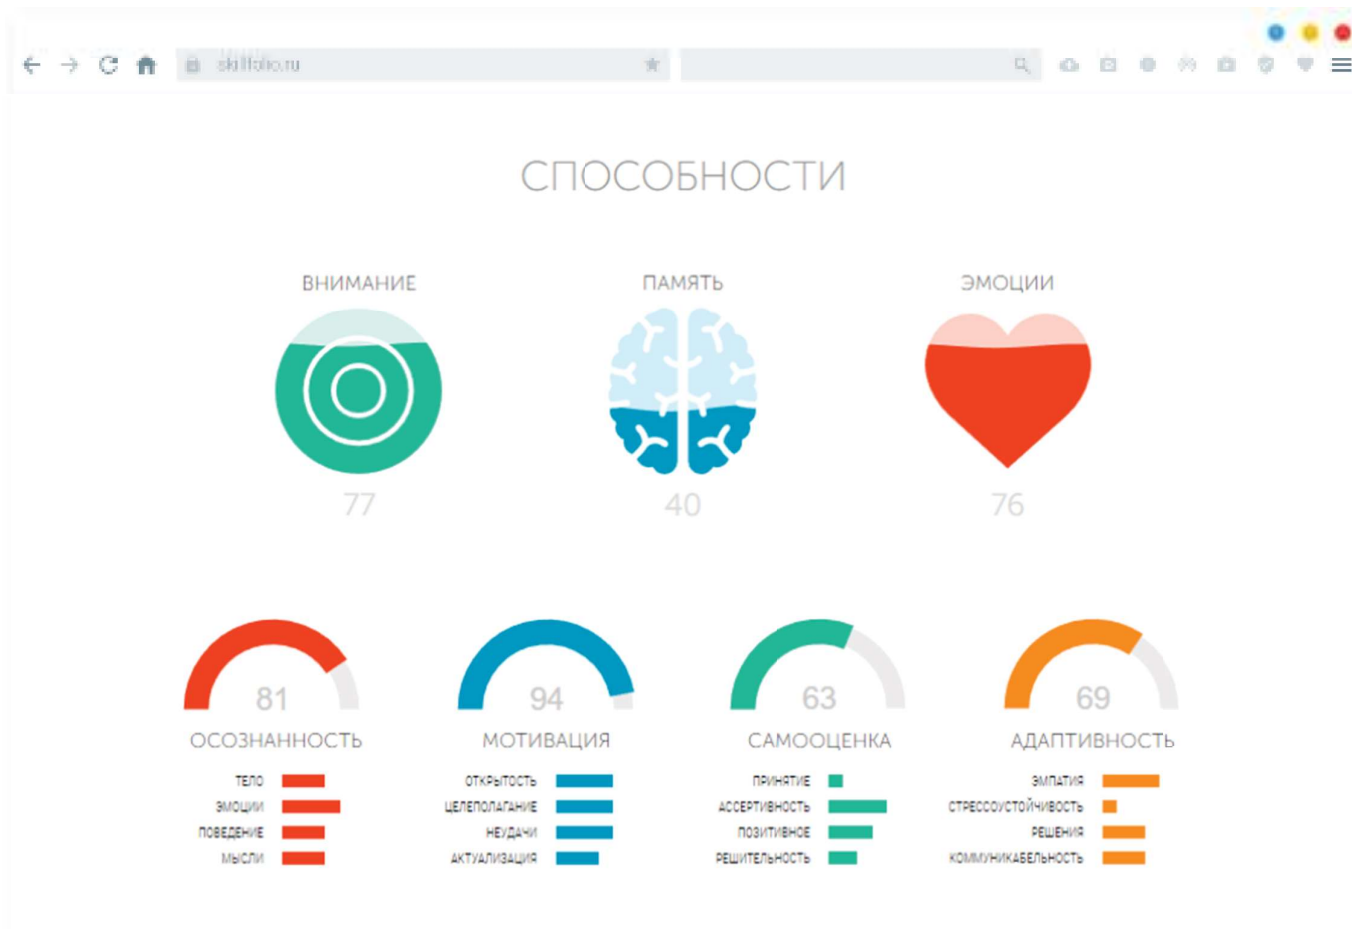 skillfolio.ru
СПОСОБНОСТИ
ВНИМАНИЕ ПАМЯТЬ ЭМОЦИИ
77 40 76
81 94 63 69
ОСОЗНАННОСТЬ МОТИВАЦИЯ САМООЦЕНКА АДАПТИВНОСТЬ
ТЕЛО ОТКРЫТОСТЬ ПРИНЯТИЕ ЭМПАТИЯ
ЭМОЦИИ ЦЕЛЕПОЛАГАНИЕ АССЕРТИВНОСТЬ СТРЕССОУСТОЙЧИВОСТЬ
ПОВЕДЕНИЕ НЕУДАЧИ ПОЗИТИВНОЕ РЕШЕНИЯ
МЫСЛИ АКТУАЛИЗАЦИЯ РЕШИТЕЛЬНОСТЬ КОММУНИКАБЕЛЬНОСТЬ